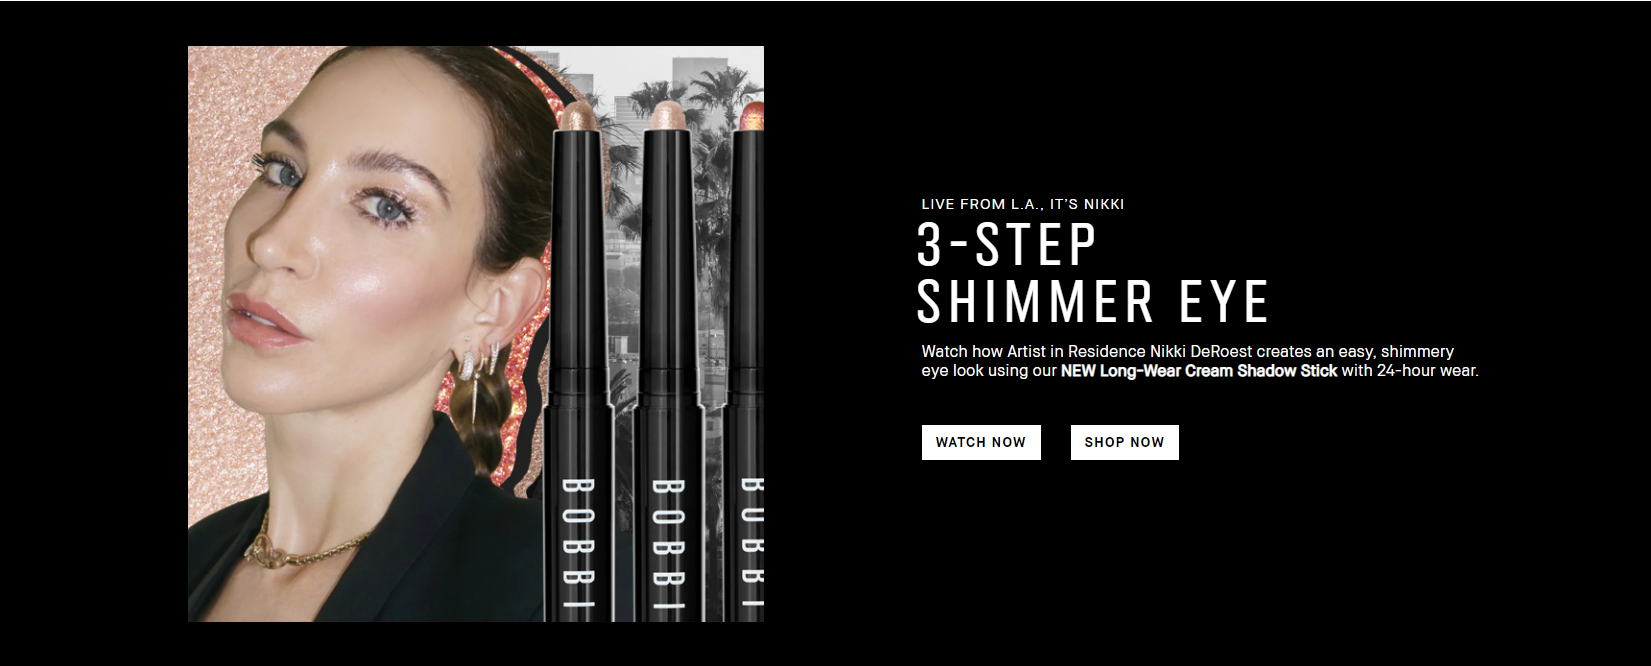 LIVE FROM L.A., IT'S NIKKI
3-STEP
SHIMMER EYE
Watch how Artist in Residence Nikki DeRoest creates an easy, shimmery
eye look using our NEW Long-Wear Cream Shadow Stick with 24-hour wear.
WATCH NOW
SHOP NOW
BOBBI
BOBBI
BOBBI